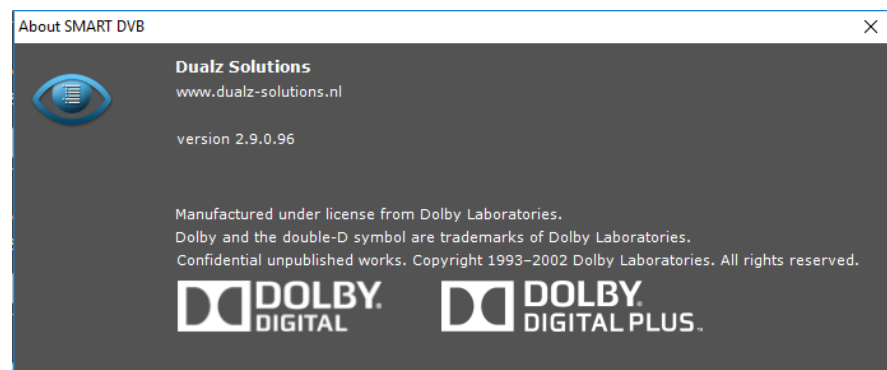 About SMART DVB
Dualz Solutions
www.dualz-solutions.nl
version 2.9.0.96
Manufactured under license from Dolby Laboratories.
Dolby and the double-D symbol are trademarks of Dolby Laboratories.
Confidential unpublished works. Copyright 1993–2002 Dolby Laboratories. All rights reserved.
DOLBY.
DIGITAL
DOLBY.
DIGITAL PLUS™